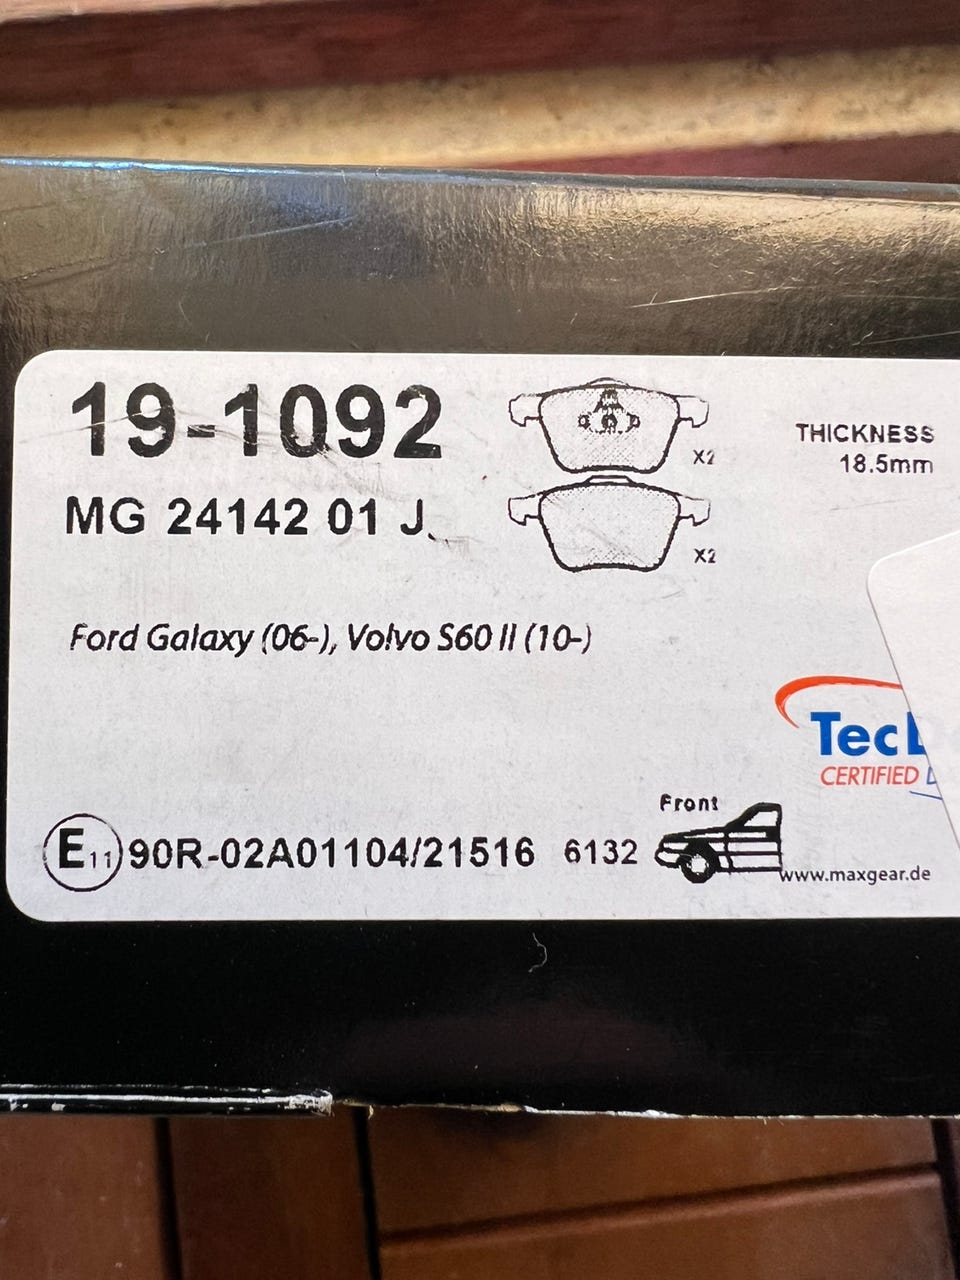 19-1092
MG 24142 01 J
X2
X2
THICKNESS
18.5mm
Ford Galaxy (06-), Volvo S60 II (10-)
Tec
CERTIFIED
E11 90R-02A01104/21516 6132
Front
www.maxgear.de